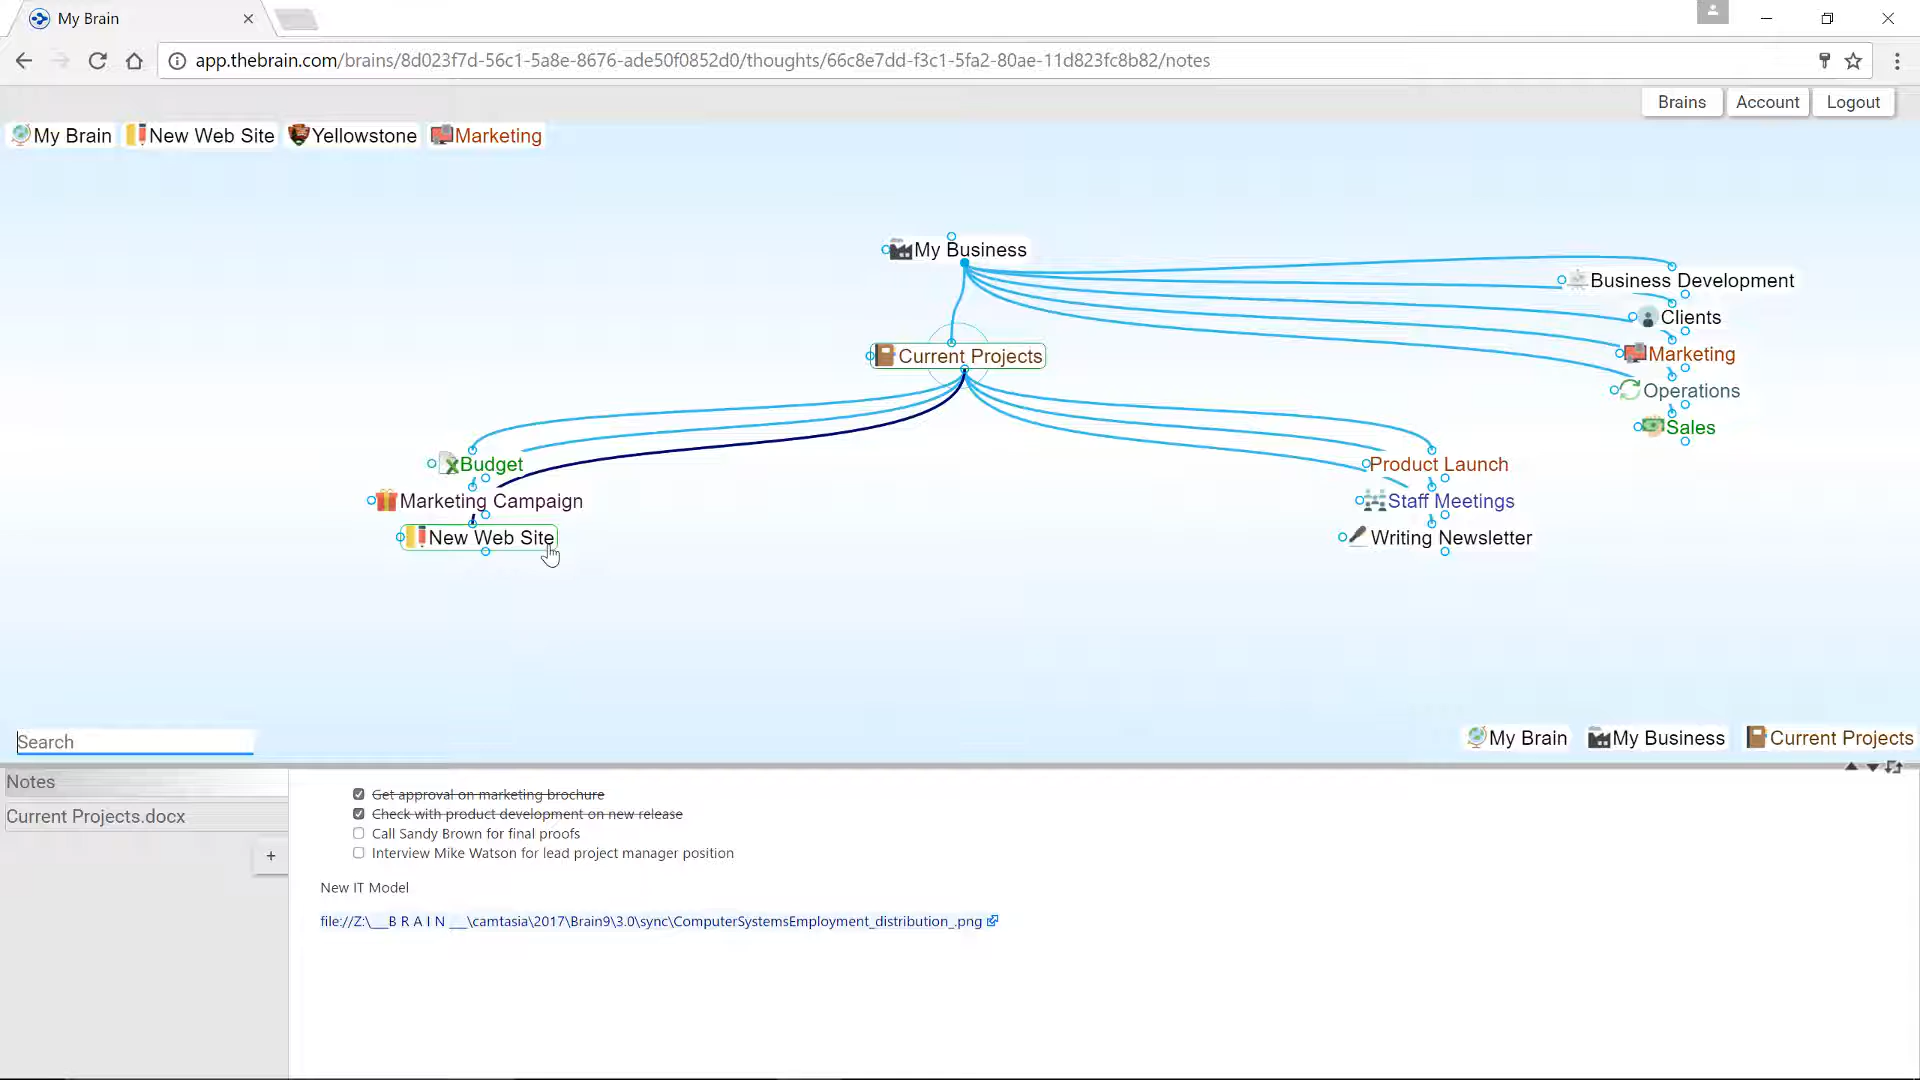 My Brain
app.thebrain.com/brains/8d023f7d-56c1-5a8e-8676-ade50f0852d0/thoughts/66c8e7dd-f3c1-5fa2-80ae-11d823fc8b82/notes
Brains Account Logout
My Brain New Web Site Yellowstone Marketing
My Business
Business Development
Clients
Current Projects
Marketing
Operations
Sales
Budget
Marketing Campaign
New Web Site
Product Launch
Staff Meetings
Writing Newsletter
Search
My Brain My Business Current Projects
Notes
Current Projects.docx
+
Get approval on marketing brochure
Check with product development on new release
Call Sandy Brown for final proofs
Interview Mike Watson for lead project manager position
New IT Model
file://Z:\___B R A I N ___\camtasia\2017\Brain9\3.0\sync\ComputerSystemsEmployment_distribution_.png